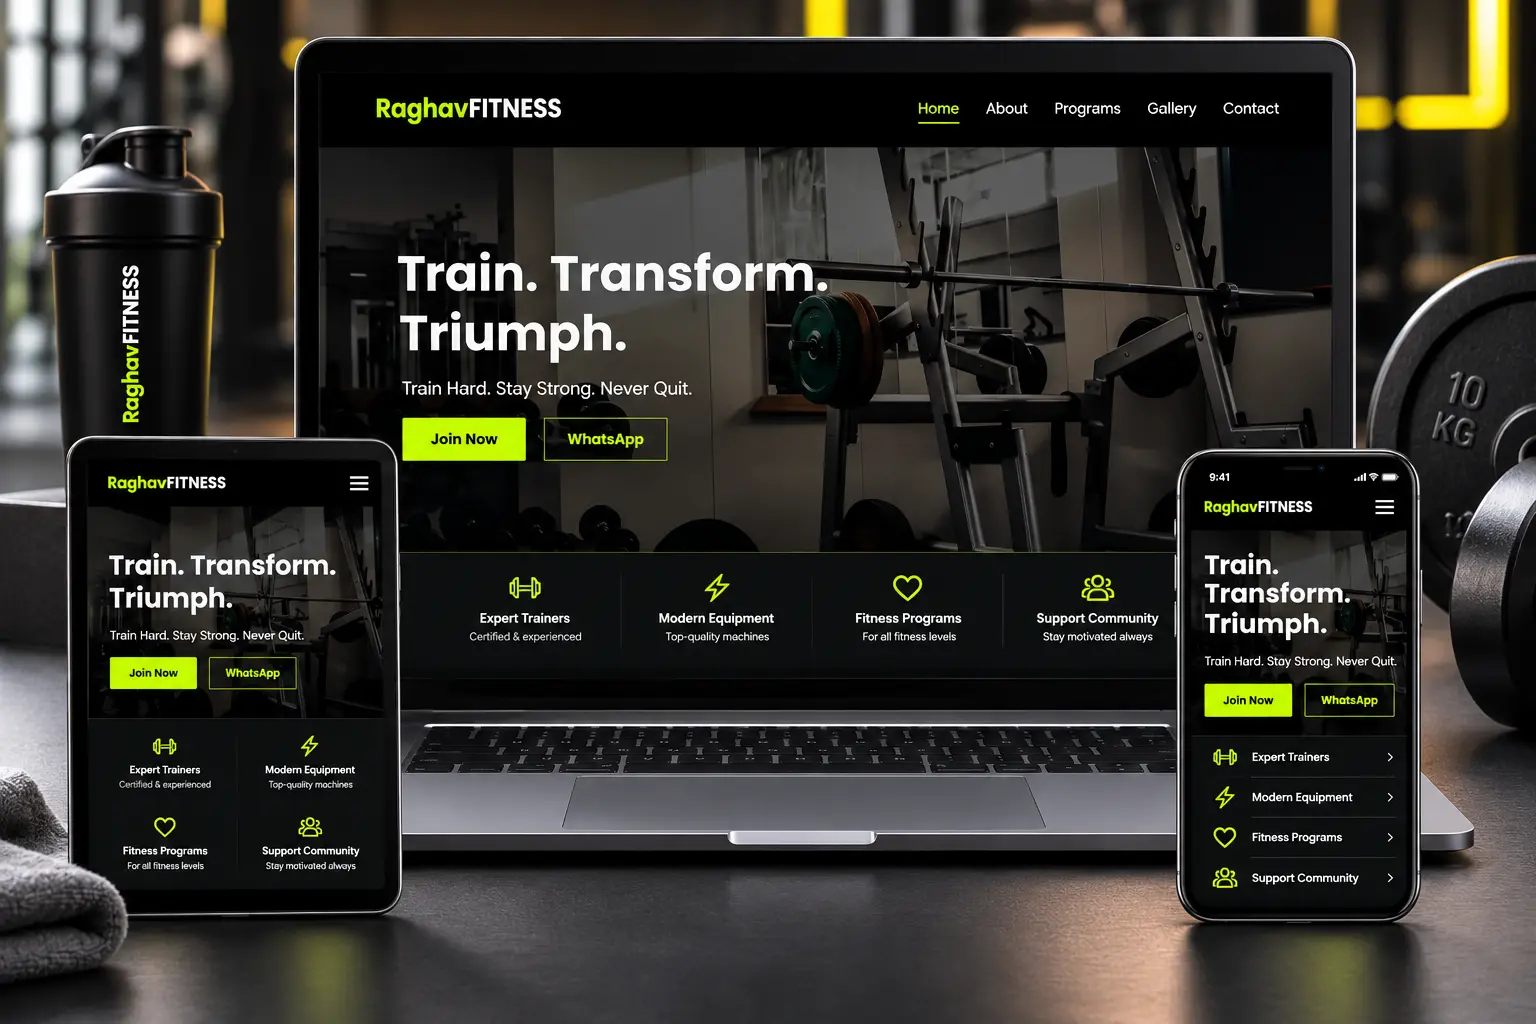 RaghavFITNESS
Home About Programs Gallery Contact
Train. Transform.
Triumph.
Train Hard. Stay Strong. Never Quit.
Join Now WhatsApp
Expert Trainers
Certified & experienced
Modern Equipment
Top-quality machines
Fitness Programs
For all fitness levels
Support Community
Stay motivated always
RaghavFITNESS
RaghavFITNESS
Train. Transform.
Triumph.
Train Hard. Stay Strong. Never Quit.
Join Now WhatsApp
Expert Trainers
Certified & experienced
Modern Equipment
Top-quality machines
Fitness Programs
For all fitness levels
Support Community
Stay motivated always
9:41
RaghavFITNESS
Train.
Transform.
Triumph.
Train Hard. Stay Strong. Never Quit.
Join Now WhatsApp
Expert Trainers
Modern Equipment
Fitness Programs
Support Community
10
KG